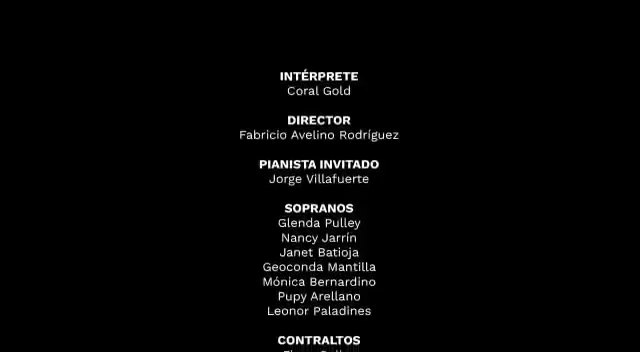 INTÉRPRETE
Coral Gold
DIRECTOR
Fabricio Avelino Rodríguez
PIANISTA INVITADO
Jorge Villafuerte
SOPRANOS
Glenda Pulley
Nancy Jarrín
Janet Batioja
Geoconda Mantilla
Mónica Bernardino
Pupy Arellano
Leonor Paladines
CONTRALTOS